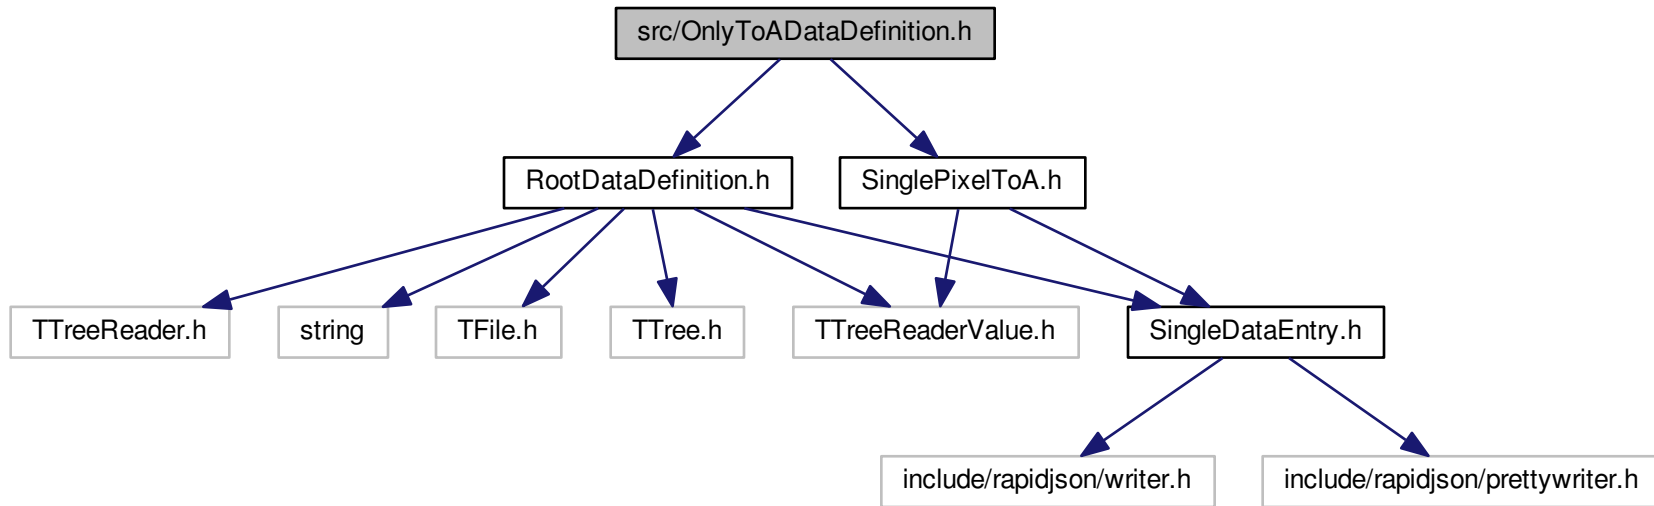 src/OnlyToADataDefinition.h
RootDataDefinition.h
SinglePixelToA.h
TTreeReader.h
string
TFile.h
TTree.h
TTreeReaderValue.h
SingleDataEntry.h
include/rapidjson/writer.h
include/rapidjson/prettywriter.h